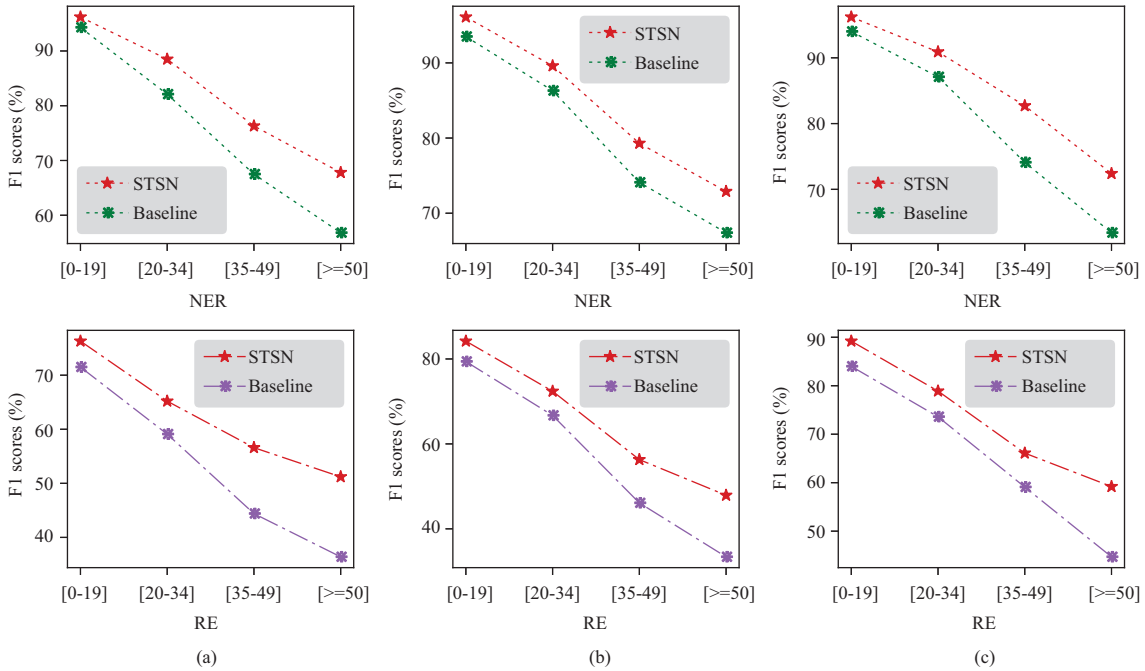 F1 scores (%)
90
80
70
60
STSN
Baseline
[0-19] [20-34] [35-49] [>=50]
NER
F1 scores (%)
90
80
70
STSN
Baseline
[0-19] [20-34] [35-49] [>=50]
NER
F1 scores (%)
90
80
70
STSN
Baseline
[0-19] [20-34] [35-49] [>=50]
NER
F1 scores (%)
70
60
50
40
STSN
Baseline
[0-19] [20-34] [35-49] [>=50]
RE
(a)
F1 scores (%)
80
60
40
STSN
Baseline
[0-19] [20-34] [35-49] [>=50]
RE
(b)
F1 scores (%)
90
80
70
60
50
STSN
Baseline
[0-19] [20-34] [35-49] [>=50]
RE
(c)